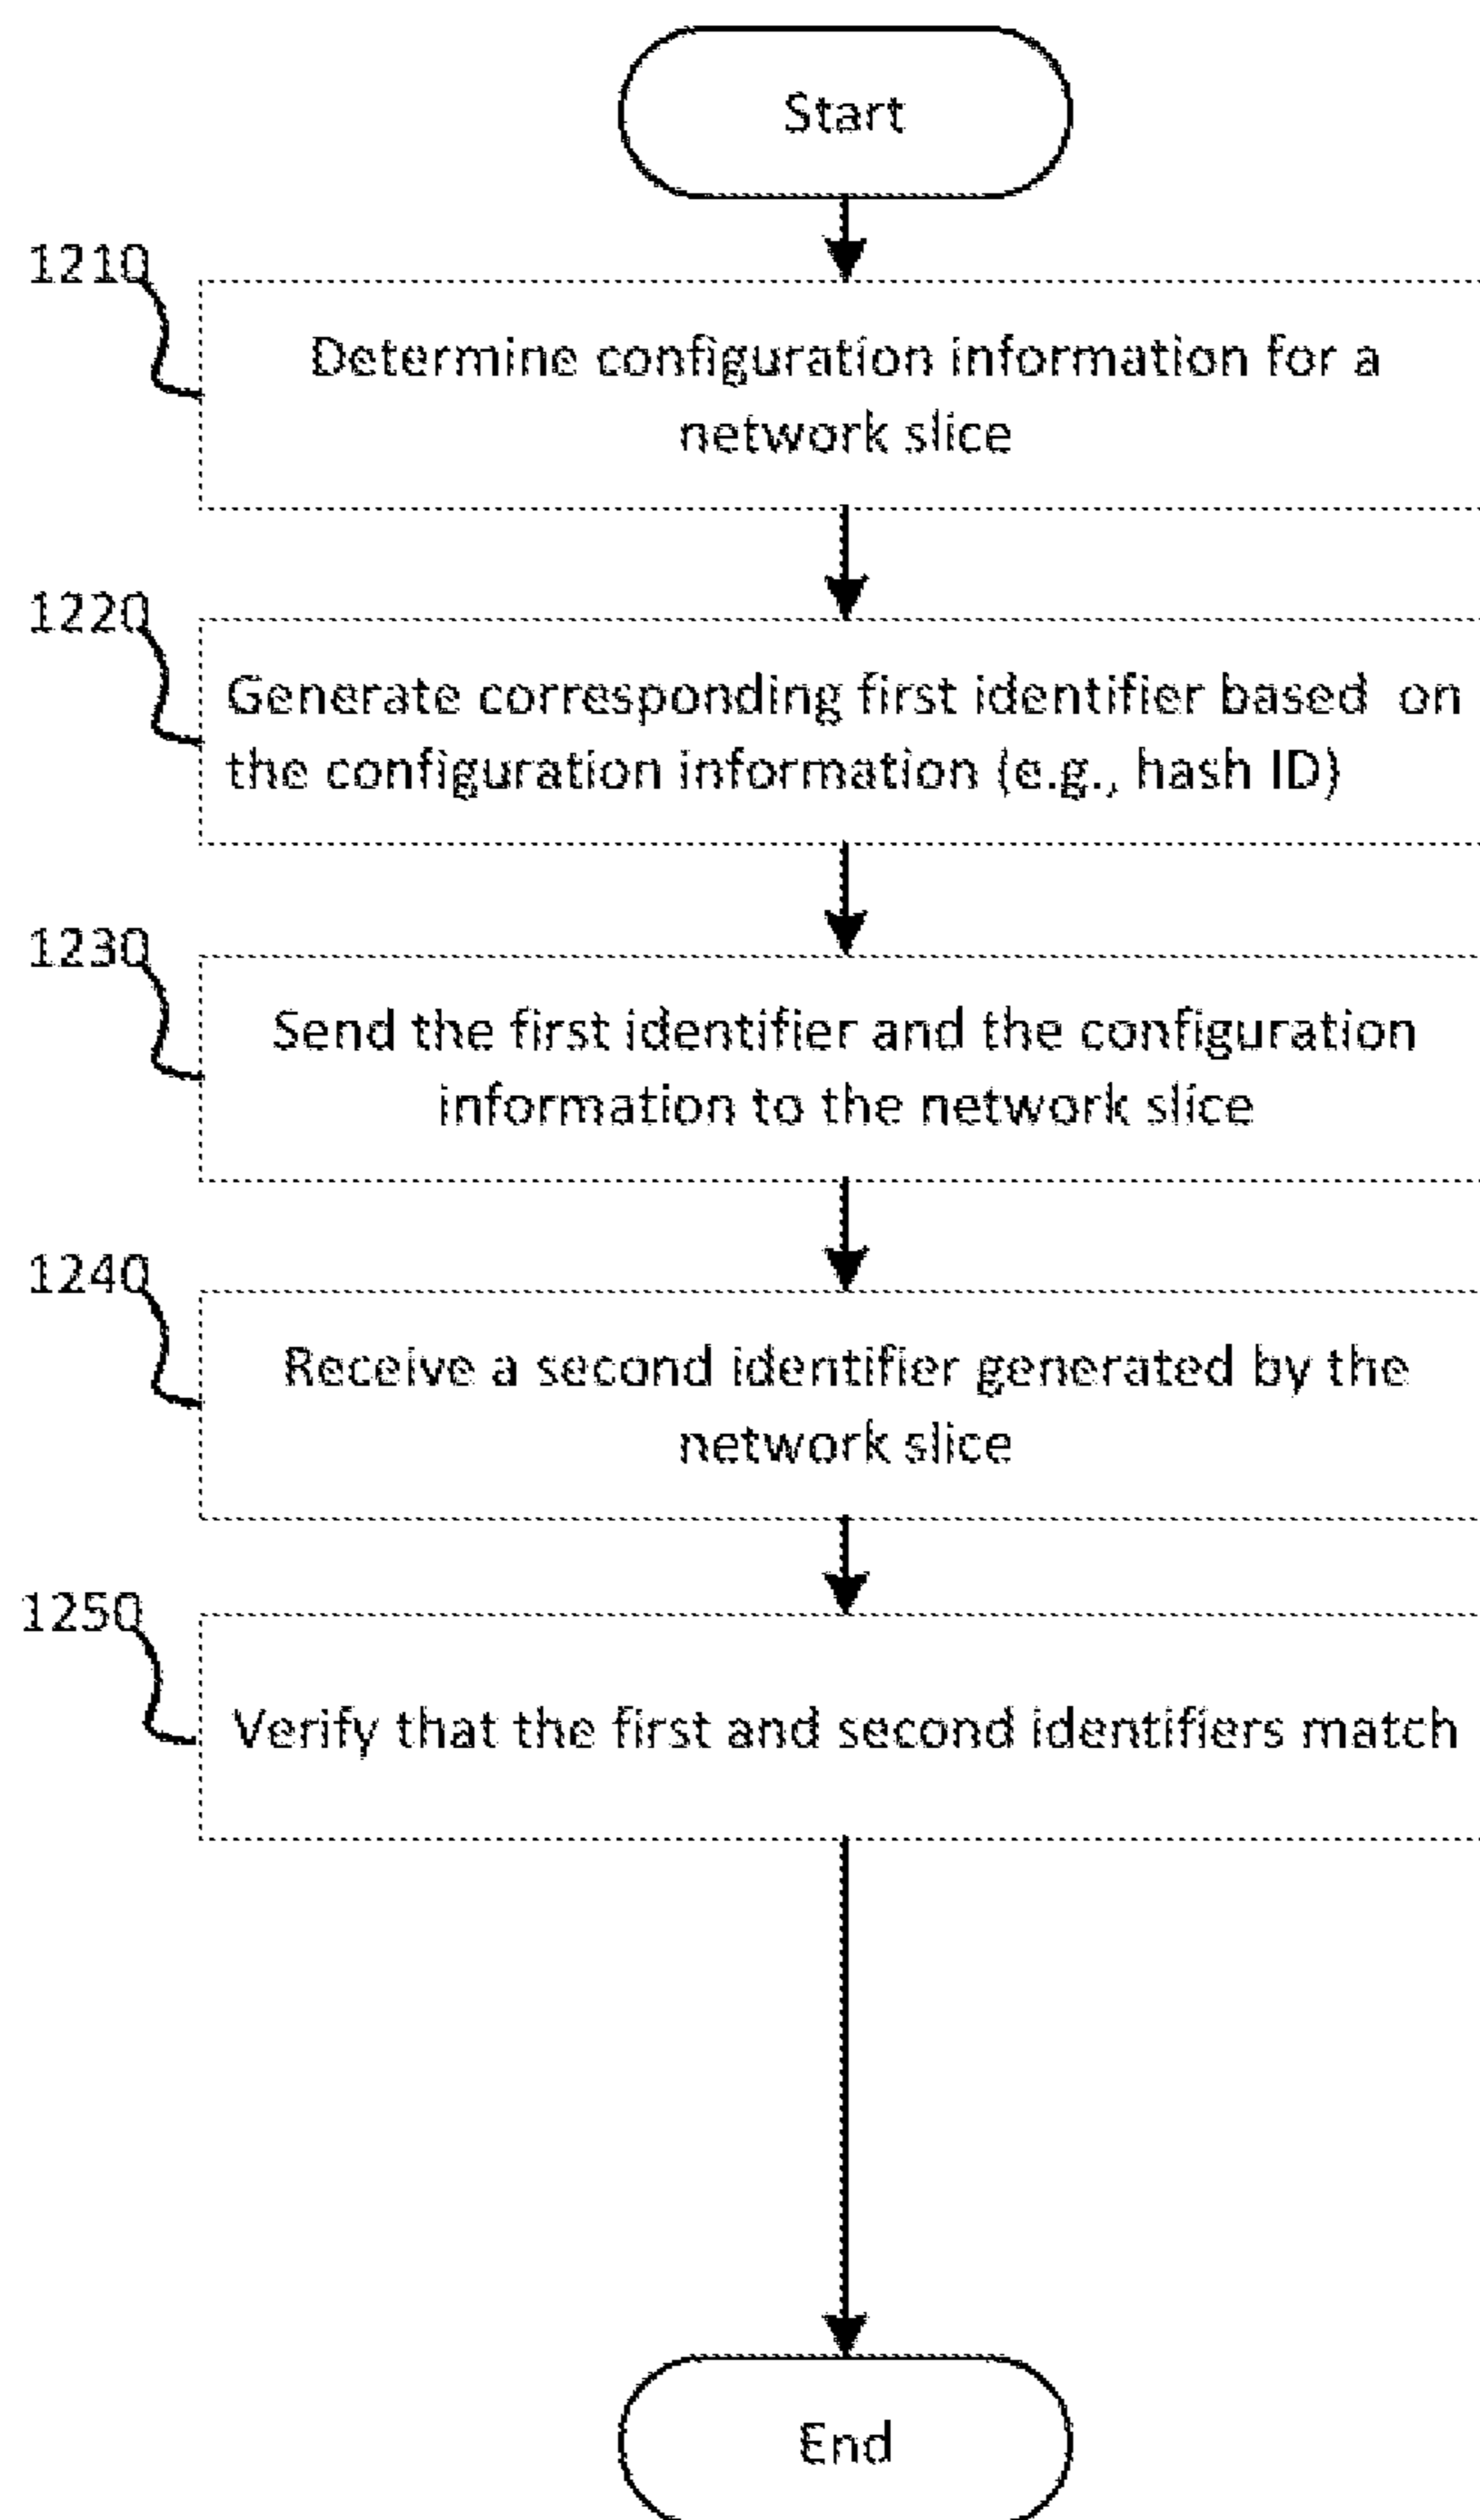 Start
1210
Determine configuration information for a
network slice
1220
Generate corresponding first identifier based on
the configuration information (e.g., hash ID)
1230
Send the first identifier and the configuration
information to the network slice
1240
Receive a second identifier generated by the
network slice
1250
Verify that the first and second identifiers match
End